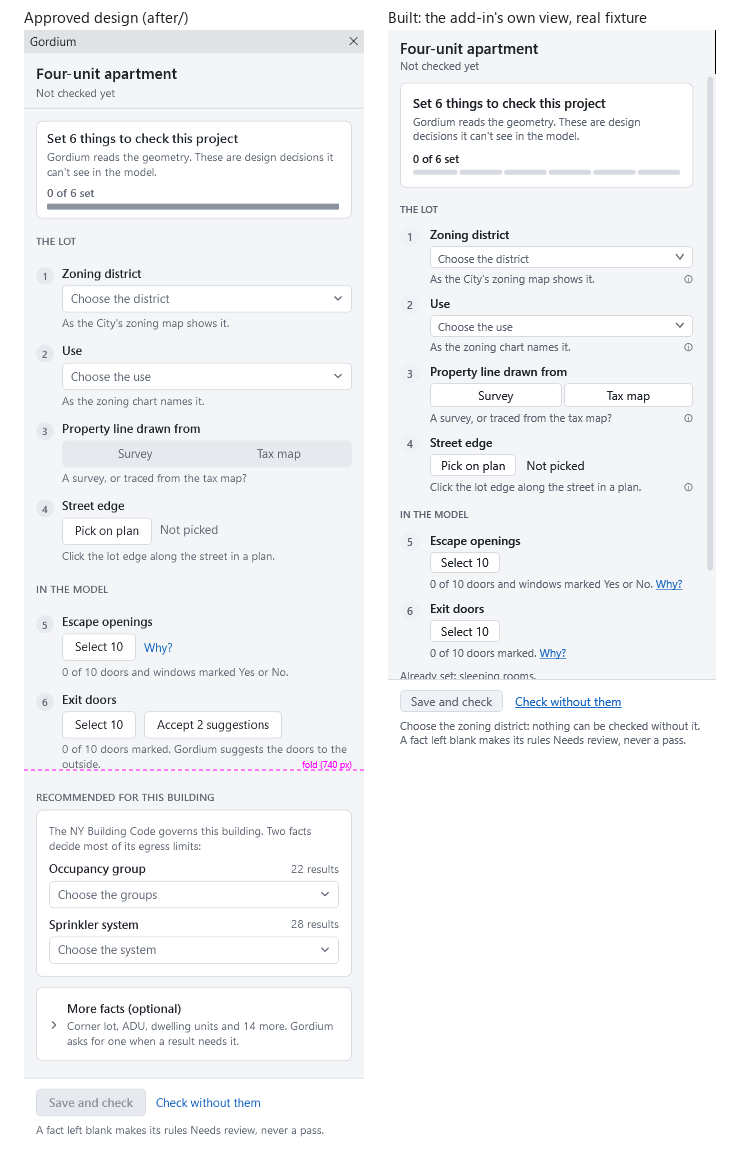 Approved design (after/)
Gordium
Four-unit apartment
Not checked yet
Set 6 things to check this project
Gordium reads the geometry. These are design decisions it
can't see in the model.
0 of 6 set
THE LOT
1 Zoning district
Choose the district
As the City's zoning map shows it.
2 Use
Choose the use
As the zoning chart names it.
3 Property line drawn from
Survey Tax map
A survey, or traced from the tax map?
4 Street edge
Pick on plan Not picked
Click the lot edge along the street in a plan.
IN THE MODEL
5 Escape openings
Select 10 Why?
0 of 10 doors and windows marked Yes or No.
6 Exit doors
Select 10 Accept 2 suggestions
0 of 10 doors marked. Gordium suggests the doors to the
outside.
fold (740 px)
RECOMMENDED FOR THIS BUILDING
The NY Building Code governs this building. Two facts
decide most of its egress limits:
Occupancy group 22 results
Choose the groups
Sprinkler system 28 results
Choose the system
More facts (optional)
Corner lot, ADU, dwelling units and 14 more. Gordium
asks for one when a result needs it.
Save and check Check without them
A fact left blank makes its rules Needs review, never a pass.
Built: the add-in's own view, real fixture
Four-unit apartment
Not checked yet
Set 6 things to check this project
Gordium reads the geometry. These are design
decisions it can't see in the model.
0 of 6 set
THE LOT
1 Zoning district
Choose the district
As the City's zoning map shows it.
2 Use
Choose the use
As the zoning chart names it.
3 Property line drawn from
Survey Tax map
A survey, or traced from the tax map?
4 Street edge
Pick on plan Not picked
Click the lot edge along the street in a plan.
IN THE MODEL
5 Escape openings
Select 10
0 of 10 doors and windows marked Yes or No. Why?
6 Exit doors
Select 10
0 of 10 doors marked. Why?
Already set: sleeping rooms.
Save and check Check without them
Choose the zoning district: nothing can be checked without it.
A fact left blank makes its rules Needs review, never a pass.